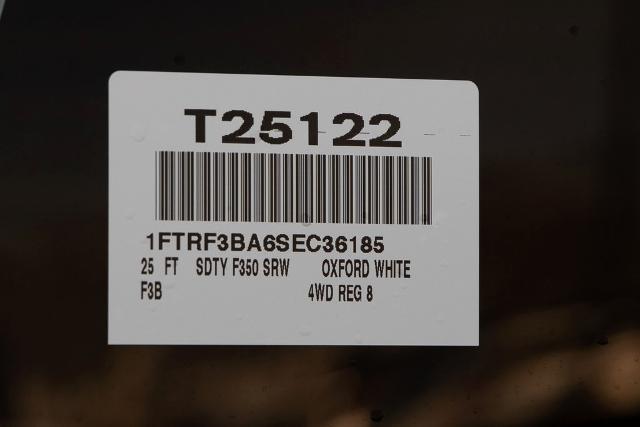 T25122
1FTRF3BA6SEC36185
25 FT SDTY F350 SRW OXFORD WHITE
F3B 4WD REG 8